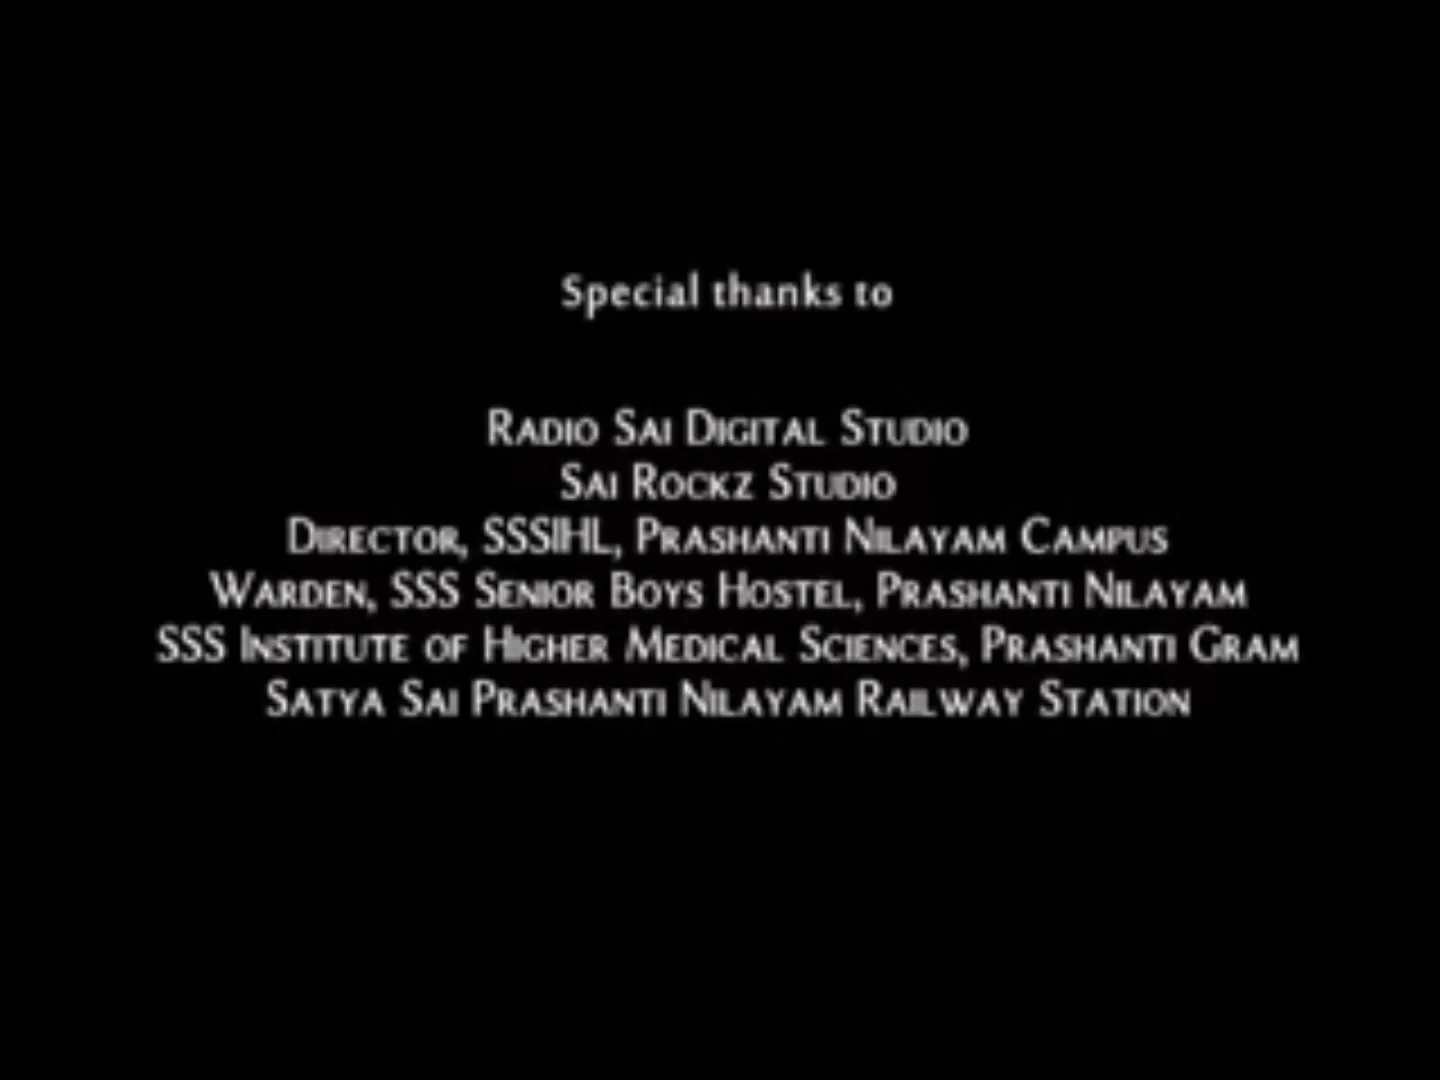 Special thanks to
Radio Sai Digital Studio
Sai Rockz Studio
Director, SSSIHL, Prashanti Nilayam Campus
Warden, SSS Senior Boys Hostel, Prashanti Nilayam
SSS Institute of Higher Medical Sciences, Prashanti Gram
Satya Sai Prashanti Nilayam Railway Station